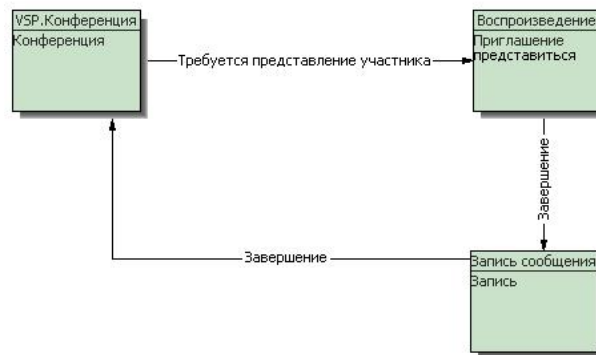 VSP.Конференция
Конференция
Требуется представление участника
Воспроизведение
Приглашение
представиться
Завершение
Завершение
Запись сообщения
Запись